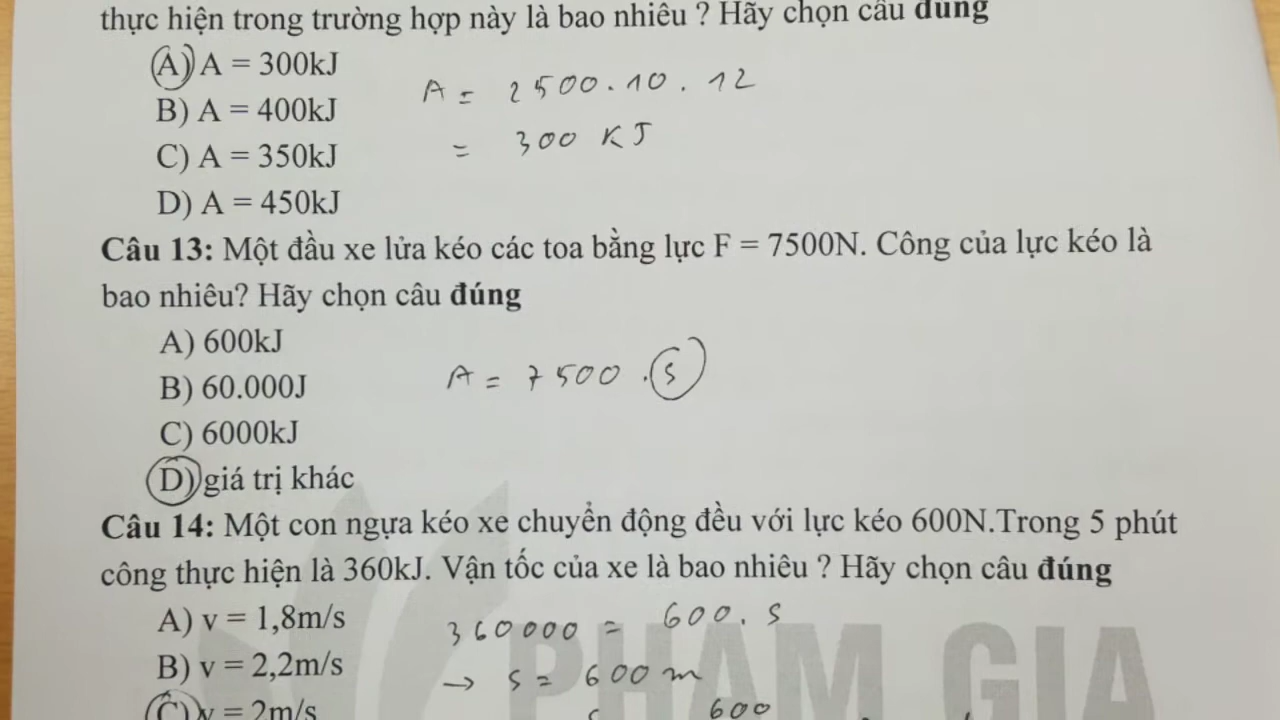 thực hiện trong trường hợp này là bao nhiêu ? Hãy chọn câu đúng
A) A = 300kJ
A = 2500.10.12
B) A = 400kJ
= 300 KJ
C) A = 350kJ
D) A = 450kJ
Câu 13: Một đầu xe lửa kéo các toa bằng lực F = 7500N. Công của lực kéo là
bao nhiêu? Hãy chọn câu đúng
A) 600kJ
A = 7500 . s
B) 60.000J
C) 6000kJ
D) giá trị khác
Câu 14: Một con ngựa kéo xe chuyển động đều với lực kéo 600N.Trong 5 phút
công thực hiện là 360kJ. Vận tốc của xe là bao nhiêu ? Hãy chọn câu đúng
A) v = 1,8m/s
360000 = 600. s
B) v = 2,2m/s
→ s = 600 m
C) v = 2m/s
600
PHẠM GIA